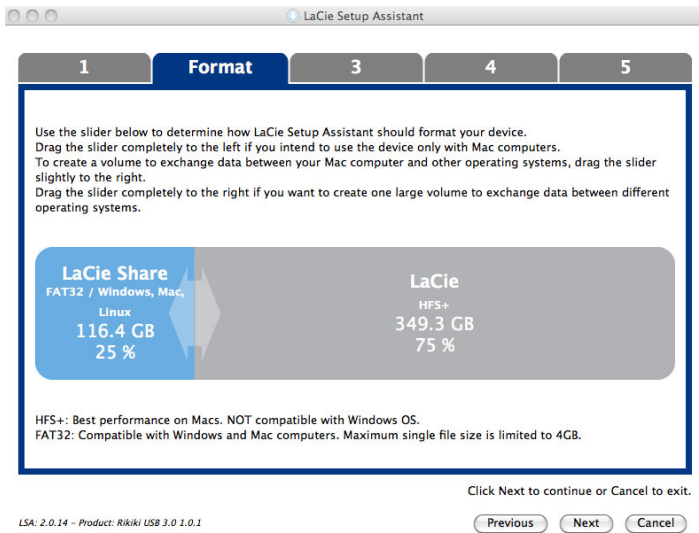 LaCie Setup Assistant
1 Format 3 4 5
Use the slider below to determine how LaCie Setup Assistant should format your device.
Drag the slider completely to the left if you intend to use the device only with Mac computers.
To create a volume to exchange data between your Mac computer and other operating systems, drag the slider
slightly to the right.
Drag the slider completely to the right if you want to create one large volume to exchange data between different
operating systems.
LaCie Share
FAT32 / Windows, Mac,
Linux
116.4 GB
25 %
LaCie
HFS+
349.3 GB
75 %
HFS+: Best performance on Macs. NOT compatible with Windows OS.
FAT32: Compatible with Windows and Mac computers. Maximum single file size is limited to 4GB.
Click Next to continue or Cancel to exit.
LSA: 2.0.14 – Product: Rikiki USB 3.0 1.0.1
Previous Next Cancel